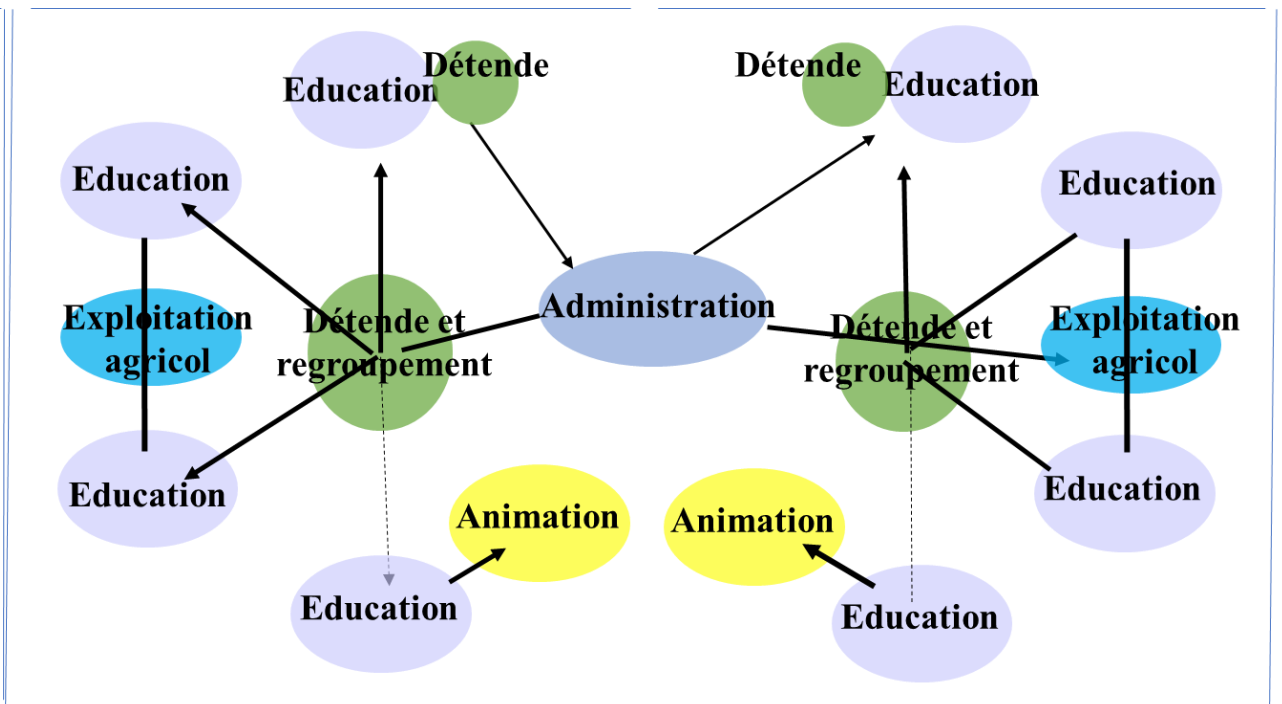 Education
Détende
Détende
Education
Education
Education
Exploitation
agricol
Détende et
regroupement
Administration
Détende et
regroupement
Exploitation
agricol
Education
Education
Animation
Animation
Education
Education